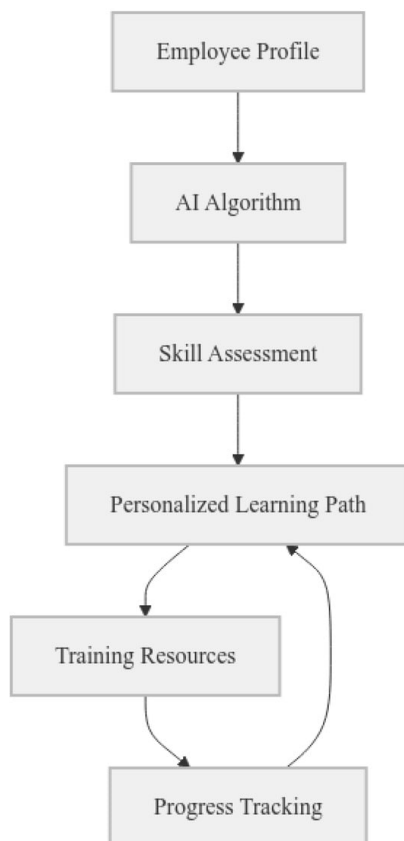 Employee Profile
AI Algorithm
Skill Assessment
Personalized Learning Path
Training Resources
Progress Tracking